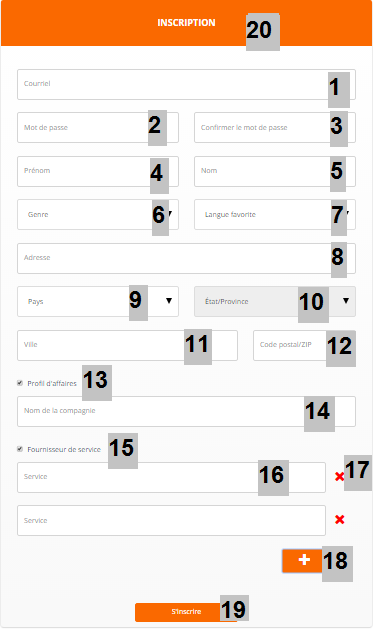 INSCRIPTION 20
Courriel 1
Mot de passe 2 Confirmer le mot de passe 3
Prénom 4 Nom 5
Genre 6 Langue favorite 7
Adresse 8
Pays 9 État/Province 10
Ville 11 Code postal/ZIP 12
Profil d'affaires 13
Nom de la compagnie 14
Fournisseur de service 15
Service 16 17
Service
18
S'inscrire 19